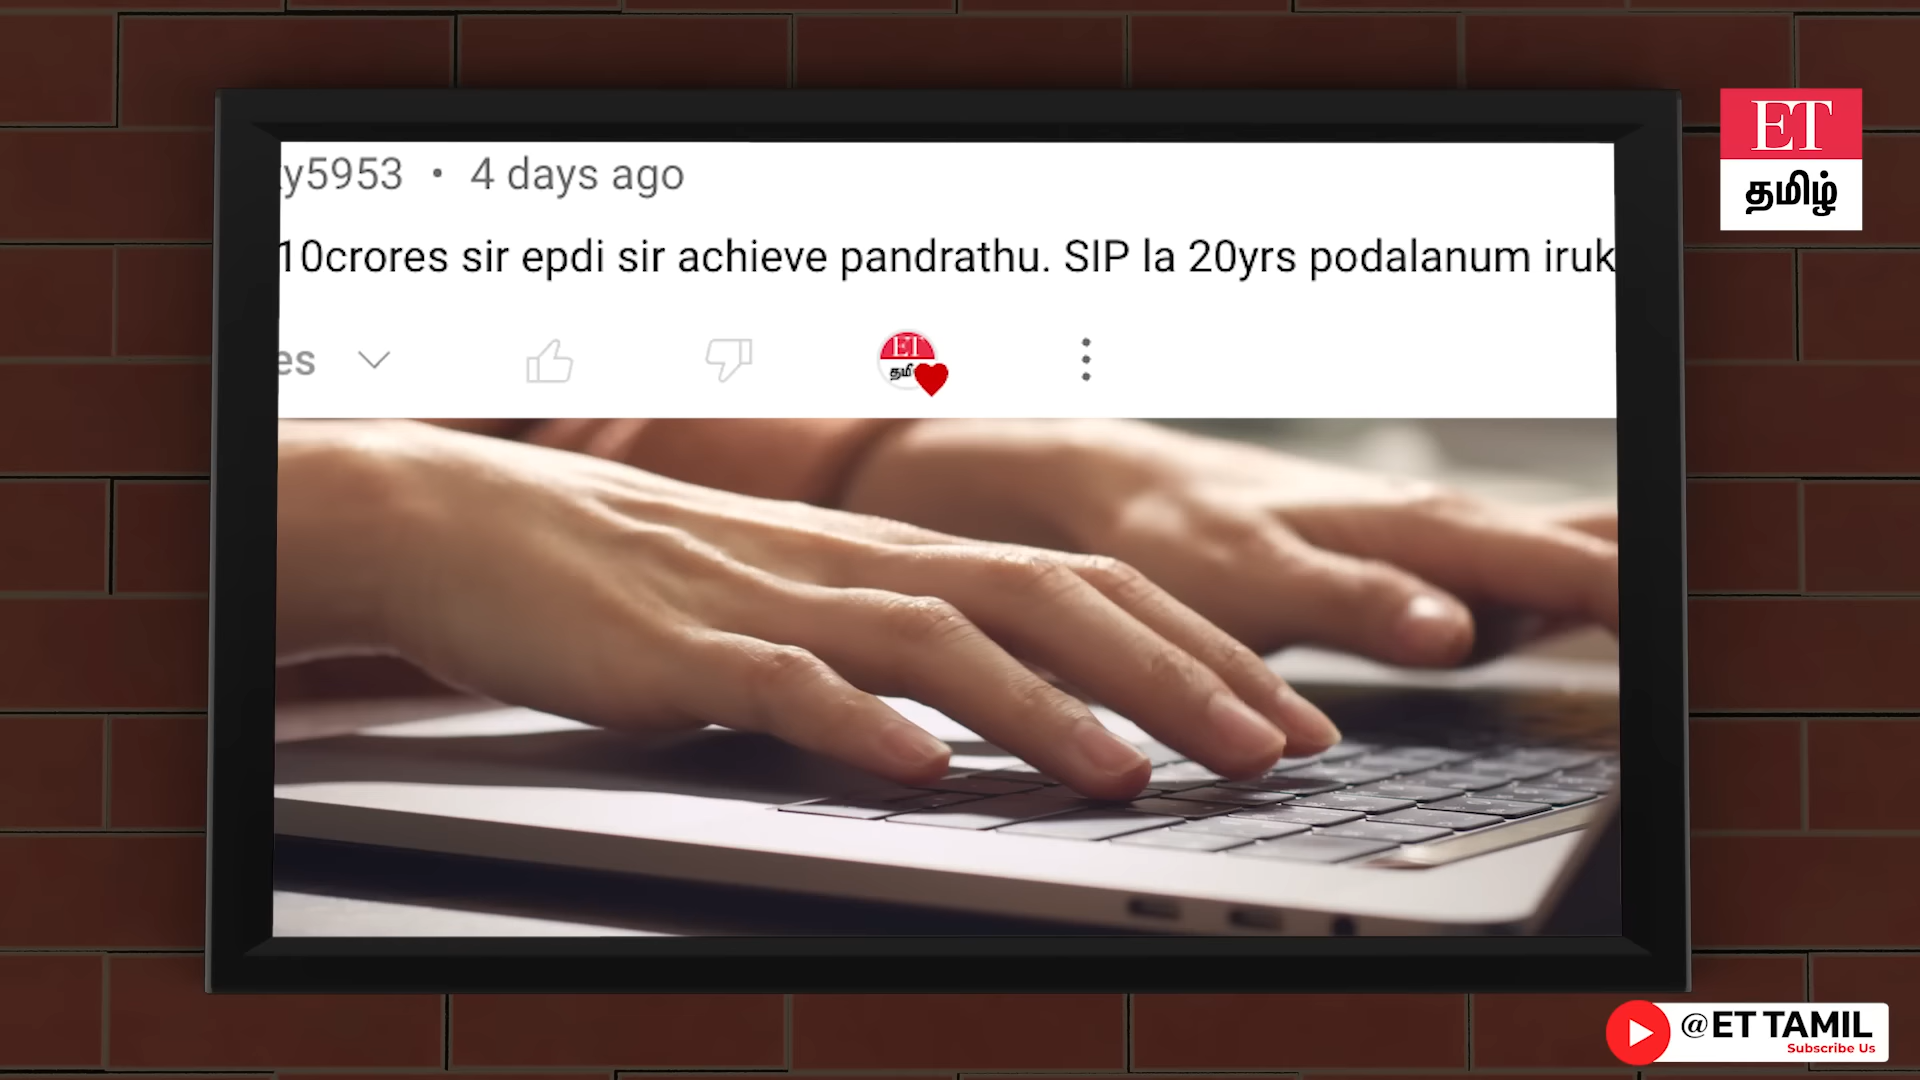 y5953 • 4 days ago
10crores sir epdi sir achieve pandrathu. SIP la 20yrs podalanum iruk
es
ET
ET
தமிழ்
@ET TAMIL
Subscribe Us